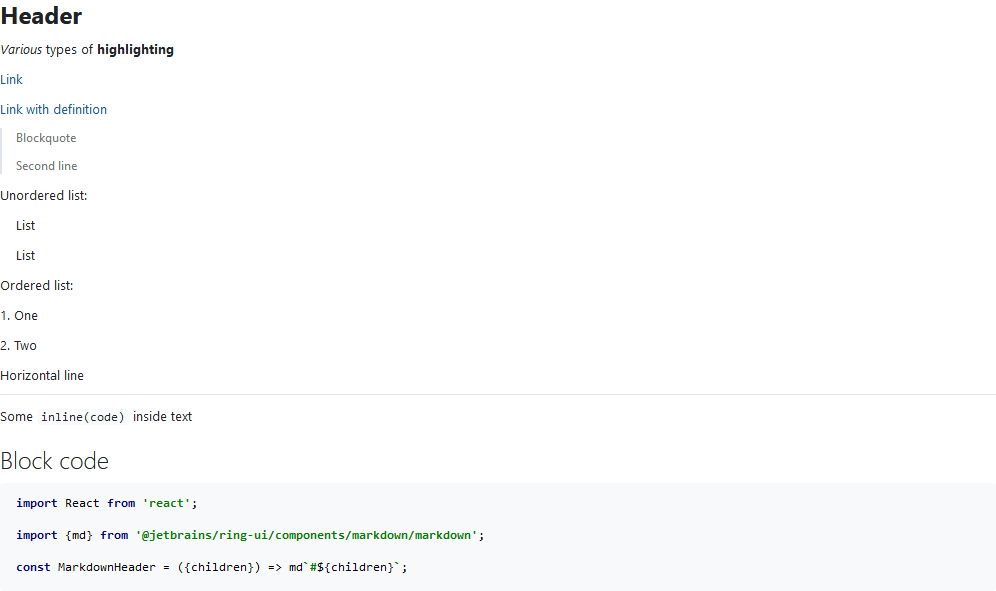 Header
Various types of highlighting
Link
Link with definition
Blockquote
Second line
Unordered list:
List
List
Ordered list:
1. One
2. Two
Horizontal line
Some inline(code) inside text
Block code
import React from 'react';
import {md} from '@jetbrains/ring-ui/components/markdown/markdown';
const MarkdownHeader = ({children}) => md`#${children}`;